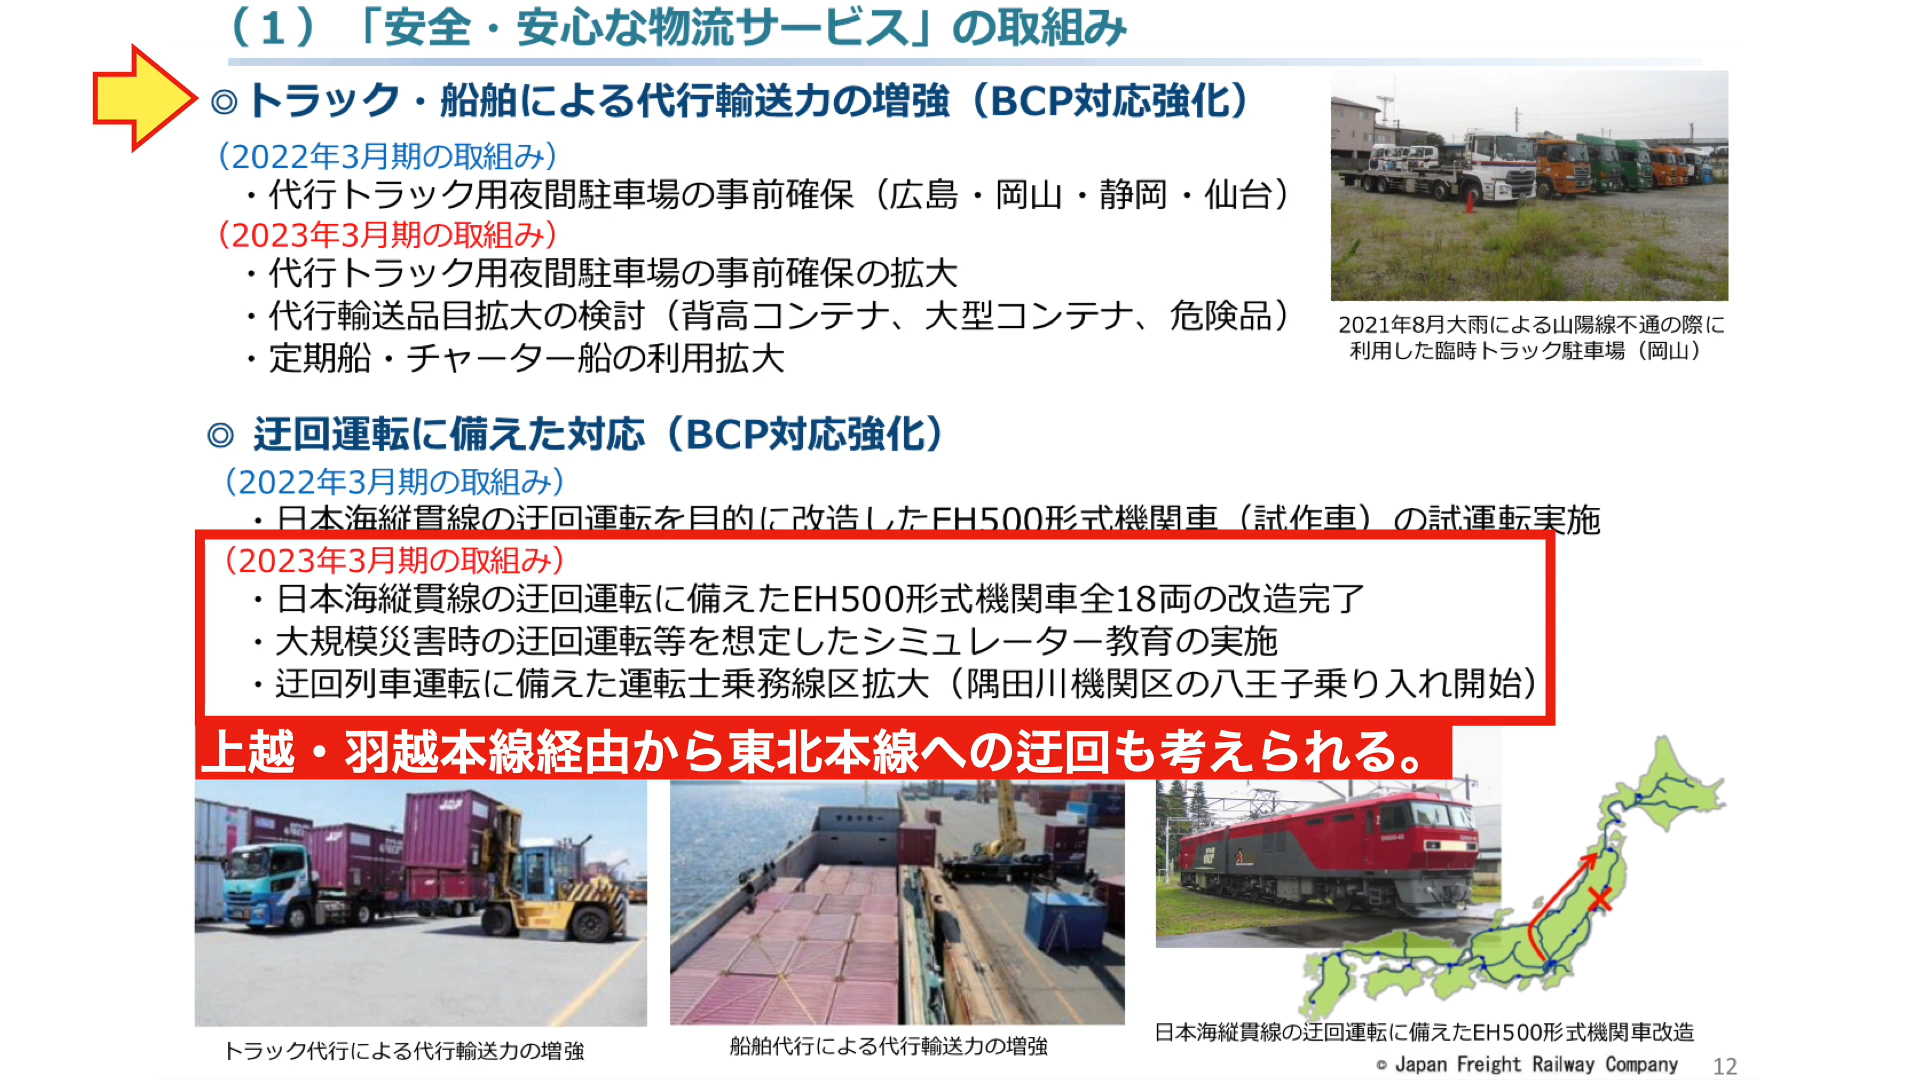 （１）「安全・安心な物流サービス」の取組み
◎トラック・船舶による代行輸送力の増強（BCP対応強化）
（2022年3月期の取組み）
・代行トラック用夜間駐車場の事前確保（広島・岡山・静岡・仙台）
（2023年3月期の取組み）
・代行トラック用夜間駐車場の事前確保の拡大
・代行輸送品目拡大の検討（背高コンテナ、大型コンテナ、危険品）
・定期船・チャーター船の利用拡大
2021年8月大雨による山陽線不通の際に
利用した臨時トラック駐車場（岡山）
◎ 迂回運転に備えた対応（BCP対応強化）
（2022年3月期の取組み）
・日本海縦貫線の迂回運転を目的に改造したEH500形式機関車（試作車）の試運転実施
（2023年3月期の取組み）
・日本海縦貫線の迂回運転に備えたEH500形式機関車全18両の改造完了
・大規模災害時の迂回運転等を想定したシミュレーター教育の実施
・迂回列車運転に備えた運転士乗務線区拡大（隅田川機関区の八王子乗り入れ開始）
上越・羽越本線経由から東北本線への迂回も考えられる。
トラック代行による代行輸送力の増強
船舶代行による代行輸送力の増強
日本海縦貫線の迂回運転に備えたEH500形式機関車改造
© Japan Freight Railway Company
12